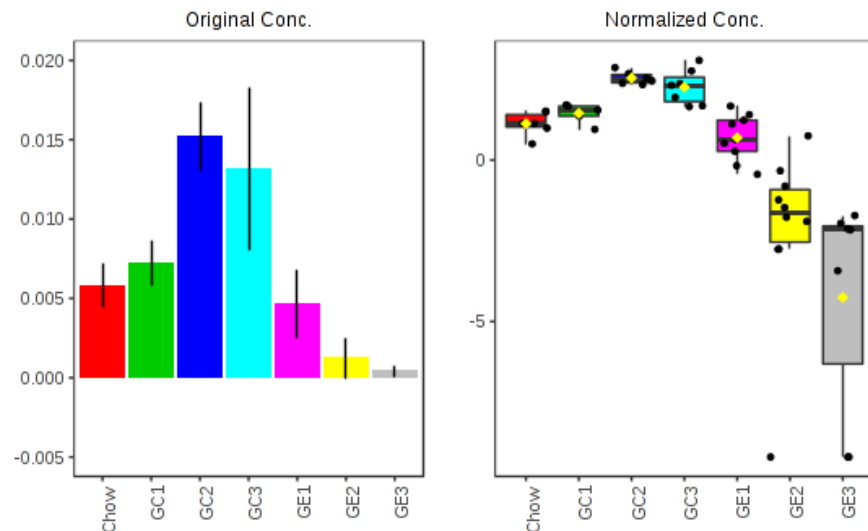 Original Conc.
0.020
0.015
0.010
0.005
0.000
-0.005
Chow
GC1
GC2
GC3
GE1
GE2
GE3
Normalized Conc.
0
-5
Chow
GC1
GC2
GC3
GE1
GE2
GE3